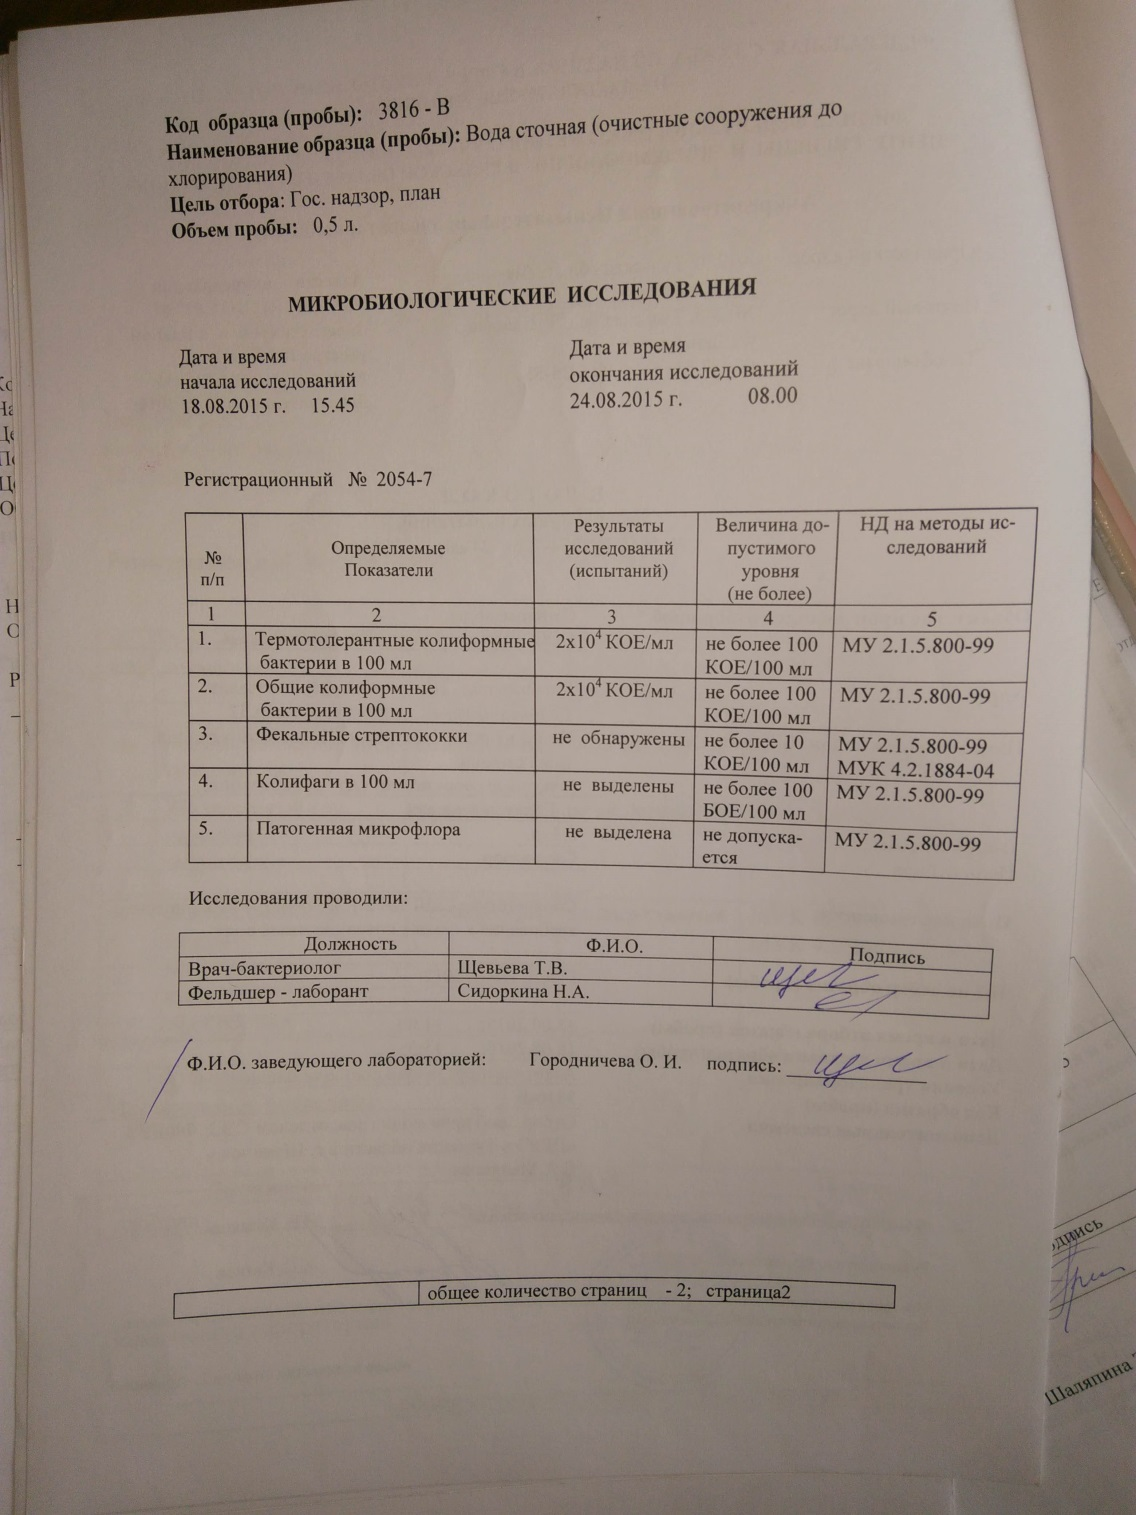 Код образца (пробы): 3816 - В
Наименование образца (пробы): Вода сточная (очистные сооружения до
хлорирования)
Цель отбора: Гос. надзор, план
Объем пробы: 0,5 л.
МИКРОБИОЛОГИЧЕСКИЕ ИССЛЕДОВАНИЯ
Дата и время
начала исследований
18.08.2015 г. 15.45
Дата и время
окончания исследований
24.08.2015 г. 08.00
Регистрационный № 2054-7
№
п/п
Определяемые
Показатели
Результаты
исследований
(испытаний)
Величина до-
пустимого
уровня
(не более)
НД на методы ис-
следований
1 2 3 4 5
1. Термотолерантные колиформные 2х10⁴ КОЕ/мл не более 100 МУ 2.1.5.800-99
бактерии в 100 мл КОЕ/100 мл
2. Общие колиформные 2х10⁴ КОЕ/мл не более 100 МУ 2.1.5.800-99
бактерии в 100 мл КОЕ/100 мл
3. Фекальные стрептококки не обнаружены не более 10 МУ 2.1.5.800-99
КОЕ/100 мл МУК 4.2.1884-04
4. Колифаги в 100 мл не выделены не более 100 МУ 2.1.5.800-99
БОЕ/100 мл
5. Патогенная микрофлора не выделена не допуска- МУ 2.1.5.800-99
ется
Исследования проводили:
Должность Ф.И.О. Подпись
Врач-бактериолог Щевьева Т.В.
Фельдшер - лаборант Сидоркина Н.А.
Ф.И.О. заведующего лабораторией: Городничева О. И. подпись:
общее количество страниц - 2; страница2
Шаляпина